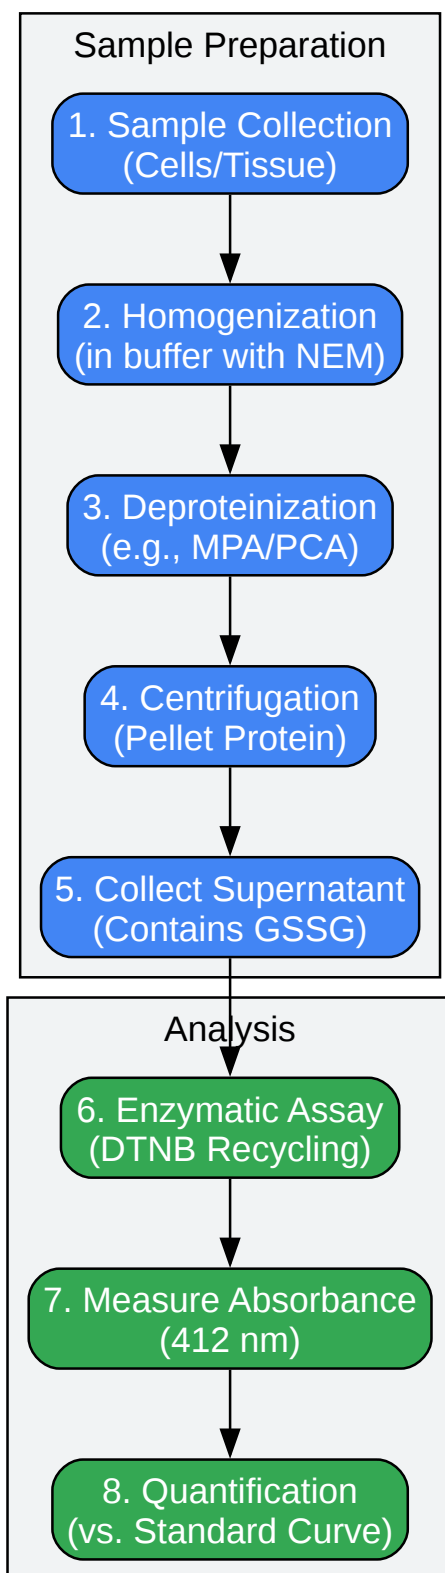 Sample Preparation
1. Sample Collection
(Cells/Tissue)
2. Homogenization
(in buffer with NEM)
3. Deproteinization
(e.g., MPA/PCA)
4. Centrifugation
(Pellet Protein)
5. Collect Supernatant
(Contains GSSG)
Analysis
6. Enzymatic Assay
(DTNB Recycling)
7. Measure Absorbance
(412 nm)
8. Quantification
(vs. Standard Curve)